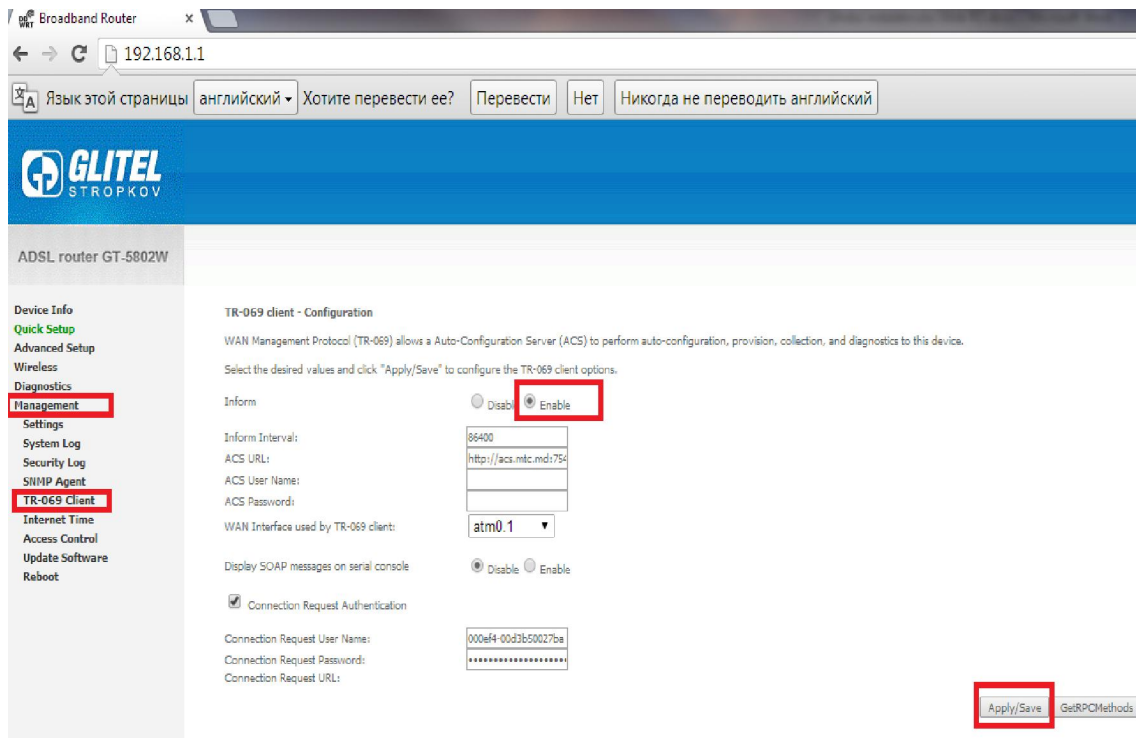 Broadband Router
192.168.1.1
Язык этой страницы английский Хотите перевести ее? Перевести Нет Никогда не переводить английский
GLITEL
STROPKOV
ADSL router GT-5802W
Device Info
Quick Setup
Advanced Setup
Wireless
Diagnostics
Management
Settings
System Log
Security Log
SNMP Agent
TR-069 Client
Internet Time
Access Control
Update Software
Reboot
TR-069 client - Configuration
WAN Management Protocol (TR-069) allows a Auto-Configuration Server (ACS) to perform auto-configuration, provision, collection, and diagnostics to this device.
Select the desired values and click "Apply/Save" to configure the TR-069 client options.
Inform Disabl Enable
Inform Interval: 86400
ACS URL: http://acs.mtc.md:754
ACS User Name:
ACS Password:
WAN Interface used by TR-069 client: atm0.1
Display SOAP messages on serial console Disable Enable
Connection Request Authentication
Connection Request User Name: 000ef4-00d3b50027ba
Connection Request Password:
Connection Request URL:
Apply/Save GetRPCMethods